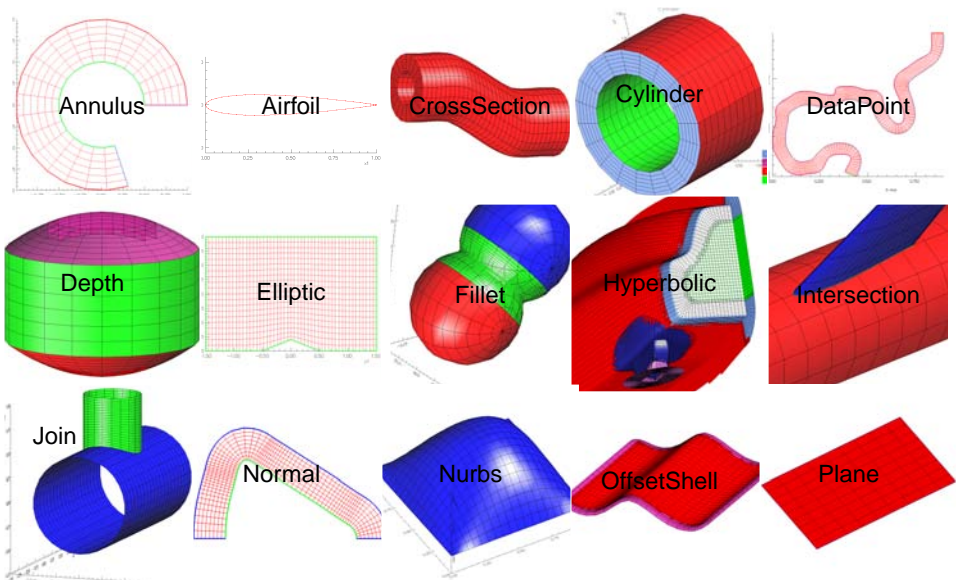 Annulus
Airfoil
CrossSection
Cylinder
DataPoint
Depth
Elliptic
Fillet
Hyperbolic
Intersection
Join
Normal
Nurbs
OffsetShell
Plane